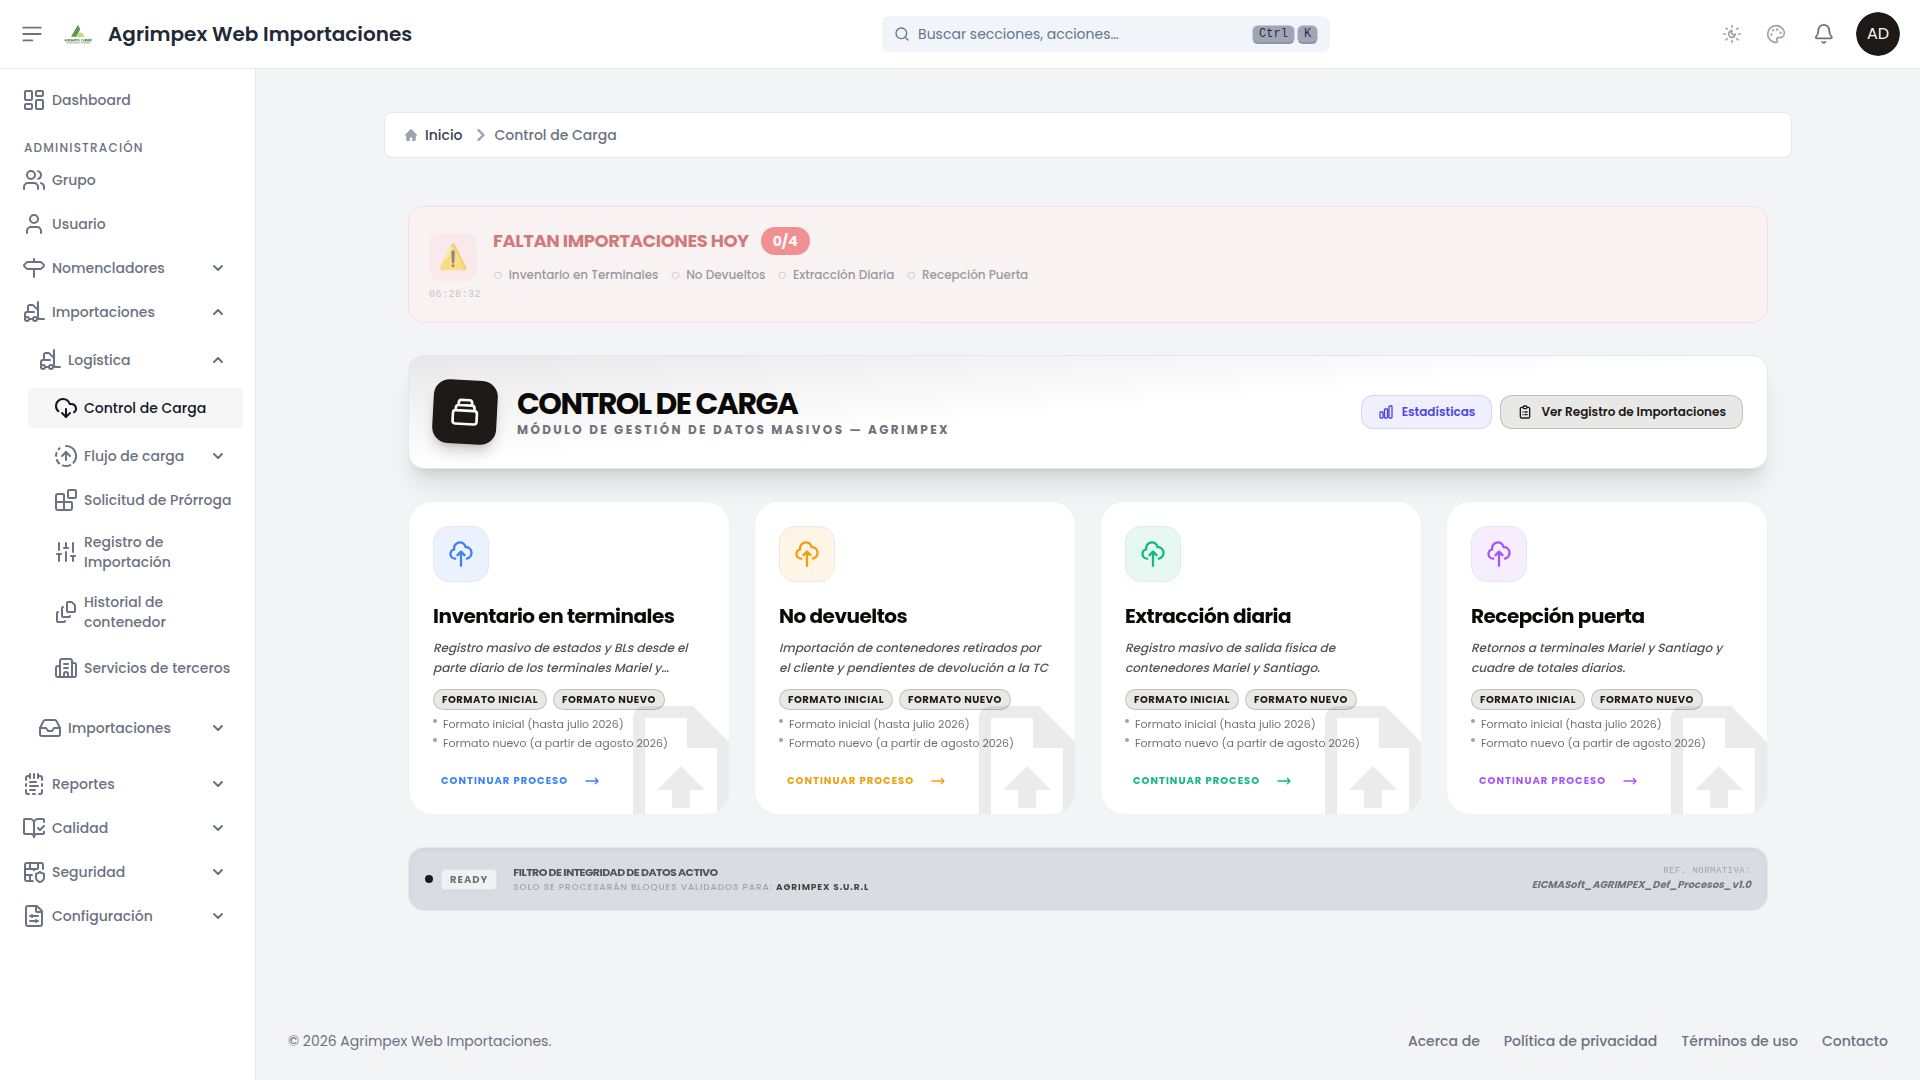 Agrimpex Web Importaciones
Buscar secciones, acciones...
Ctrl K
AD
Dashboard
ADMINISTRACIÓN
Grupo
Usuario
Nomencladores
Importaciones
Logística
Control de Carga
Flujo de carga
Solicitud de Prórroga
Registro de
Importación
Historial de
contenedor
Servicios de terceros
Importaciones
Reportes
Calidad
Seguridad
Configuración
Inicio
Control de Carga
FALTAN IMPORTACIONES HOY 0/4
Inventario en Terminales
No Devueltos
Extracción Diaria
Recepción Puerta
06:28:32
CONTROL DE CARGA
MÓDULO DE GESTIÓN DE DATOS MASIVOS — AGRIMPEX
Estadísticas
Ver Registro de Importaciones
Inventario en terminales
Registro masivo de estados y BLs desde el
parte diario de los terminales Mariel y...
FORMATO INICIAL
FORMATO NUEVO
Formato inicial (hasta julio 2026)
Formato nuevo (a partir de agosto 2026)
CONTINUAR PROCESO
No devueltos
Importación de contenedores retirados por
el cliente y pendientes de devolución a la TC
FORMATO INICIAL
FORMATO NUEVO
Formato inicial (hasta julio 2026)
Formato nuevo (a partir de agosto 2026)
CONTINUAR PROCESO
Extracción diaria
Registro masivo de salida física de
contenedores Mariel y Santiago.
FORMATO INICIAL
FORMATO NUEVO
Formato inicial (hasta julio 2026)
Formato nuevo (a partir de agosto 2026)
CONTINUAR PROCESO
Recepción puerta
Retornos a terminales Mariel y Santiago y
cuadre de totales diarios.
FORMATO INICIAL
FORMATO NUEVO
Formato inicial (hasta julio 2026)
Formato nuevo (a partir de agosto 2026)
CONTINUAR PROCESO
READY
FILTRO DE INTEGRIDAD DE DATOS ACTIVO
SOLO SE PROCESARÁN BLOQUES VALIDADOS PARA: AGRIMPEX S.U.R.L
REF. NORMATIVA:
EICMASoft_AGRIMPEX_Def_Procesos_v1.0
© 2026 Agrimpex Web Importaciones.
Acerca de
Política de privacidad
Términos de uso
Contacto